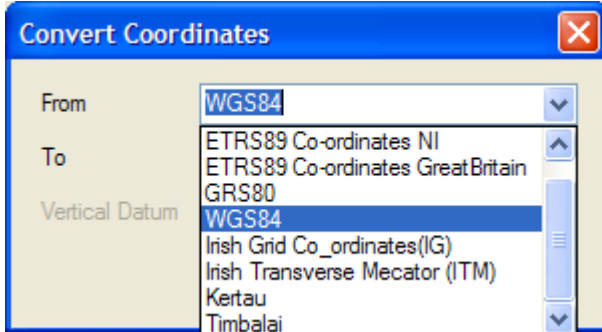 Convert Coordinates
From
WGS84
To
Vertical Datum
ETRS89 Co-ordinates NI
ETRS89 Co-ordinates GreatBritain
GRS80
WGS84
Irish Grid Co_ordinates(IG)
Irish Transverse Mecator (ITM)
Kertau
Timbalai